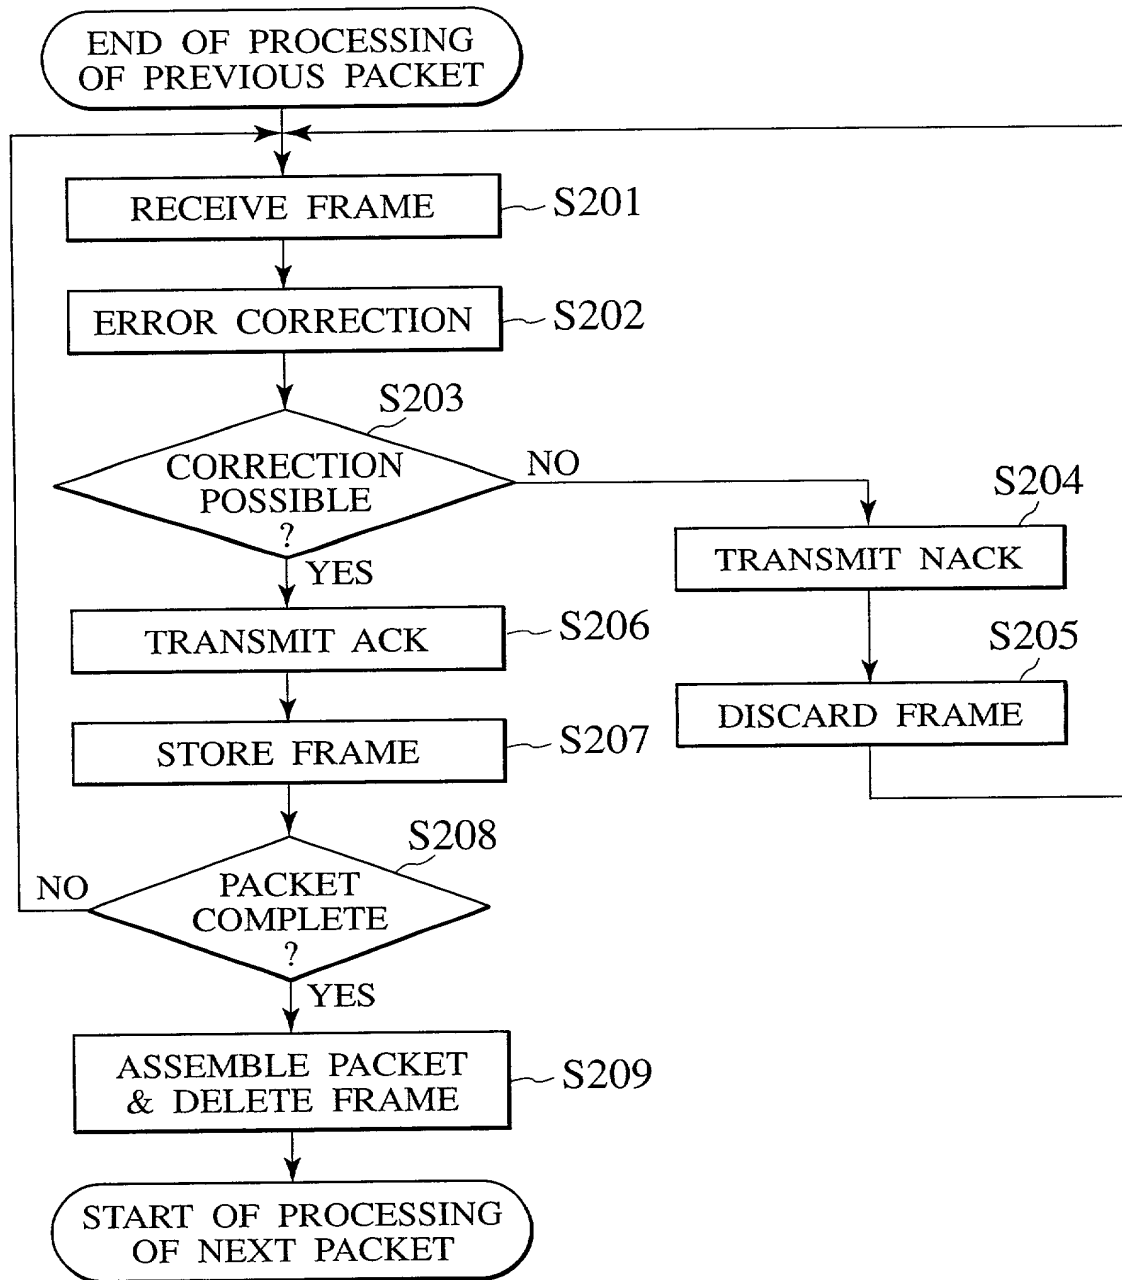 END OF PROCESSING
OF PREVIOUS PACKET
RECEIVE FRAME
S201
ERROR CORRECTION
S202
S203
CORRECTION
POSSIBLE
?
NO
YES
S204
TRANSMIT NACK
S205
DISCARD FRAME
TRANSMIT ACK
S206
STORE FRAME
S207
S208
PACKET
COMPLETE
?
NO
YES
ASSEMBLE PACKET
& DELETE FRAME
S209
START OF PROCESSING
OF NEXT PACKET